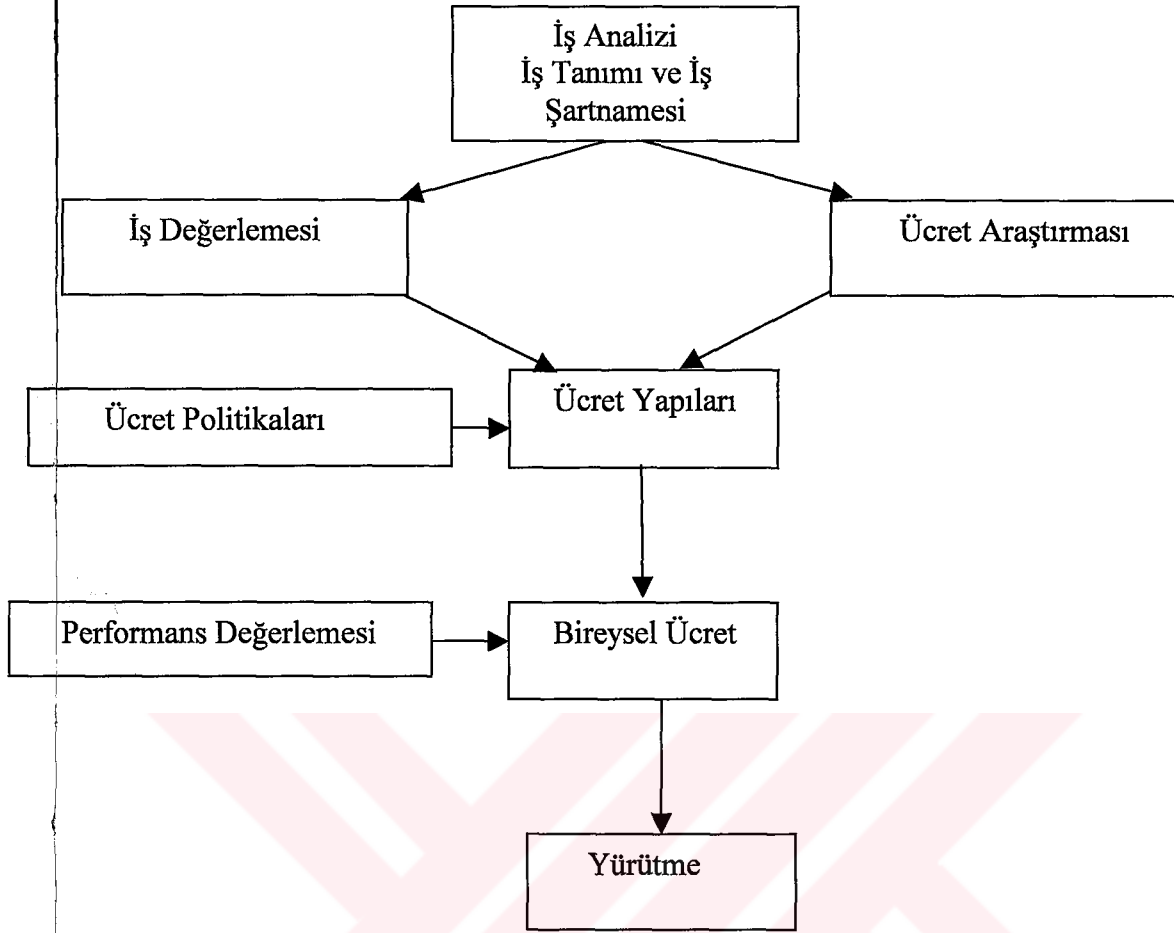 İş Analizi
İş Tanımı ve İş
Şartnamesi
İş Değerlemesi
Ücret Araştırması
Ücret Yapıları
Ücret Politikaları
Performans Değerlemesi
Bireysel Ücret
Yürütme